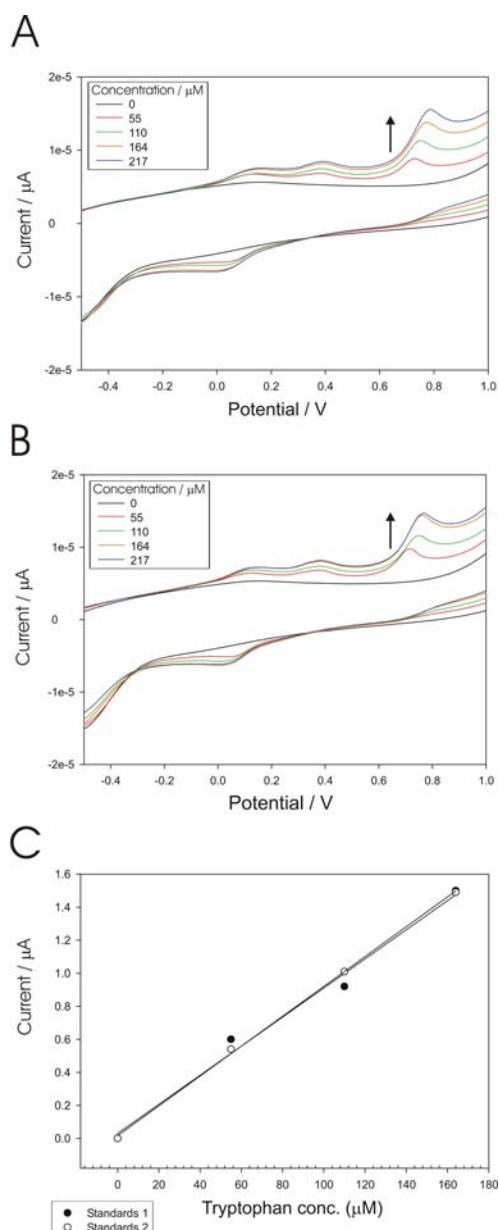 A
Concentration / μM
0
55
110
164
217
Current / μA
2e-5
1e-5
0
-1e-5
-2e-5
-0.4 -0.2 0.0 0.2 0.4 0.6 0.8 1.0
Potential / V
B
Concentration / μM
0
55
110
164
217
Current / μA
2e-5
1e-5
0
-1e-5
-2e-5
-0.4 -0.2 0.0 0.2 0.4 0.6 0.8 1.0
Potential / V
C
Current / μA
1.6
1.4
1.2
1.0
0.8
0.6
0.4
0.2
0.0
0 20 40 60 80 100 120 140 160 180
Tryptophan conc. (μM)
Standards 1
Standards 2